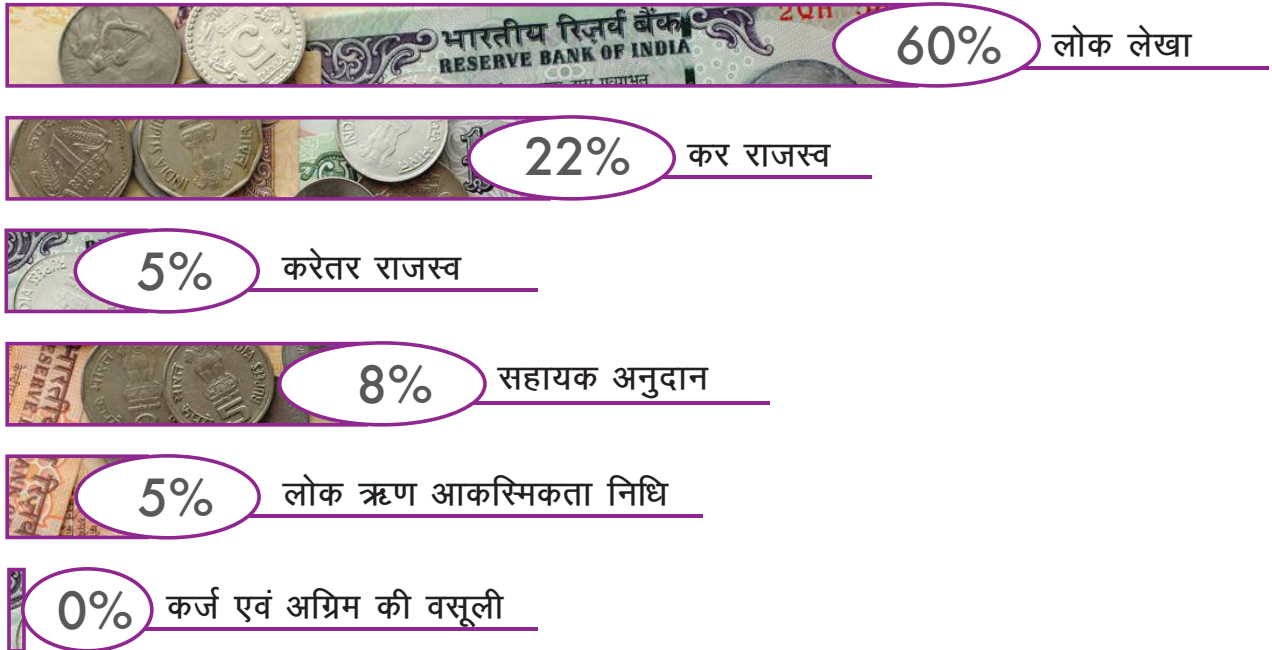 भारतीय रिज़र्व बैंक
RESERVE BANK OF INDIA
60% लोक लेखा
22% कर राजस्व
5% करेतर राजस्व
8% सहायक अनुदान
5% लोक ऋण आकस्मिकता निधि
0% कर्ज एवं अग्रिम की वसूली